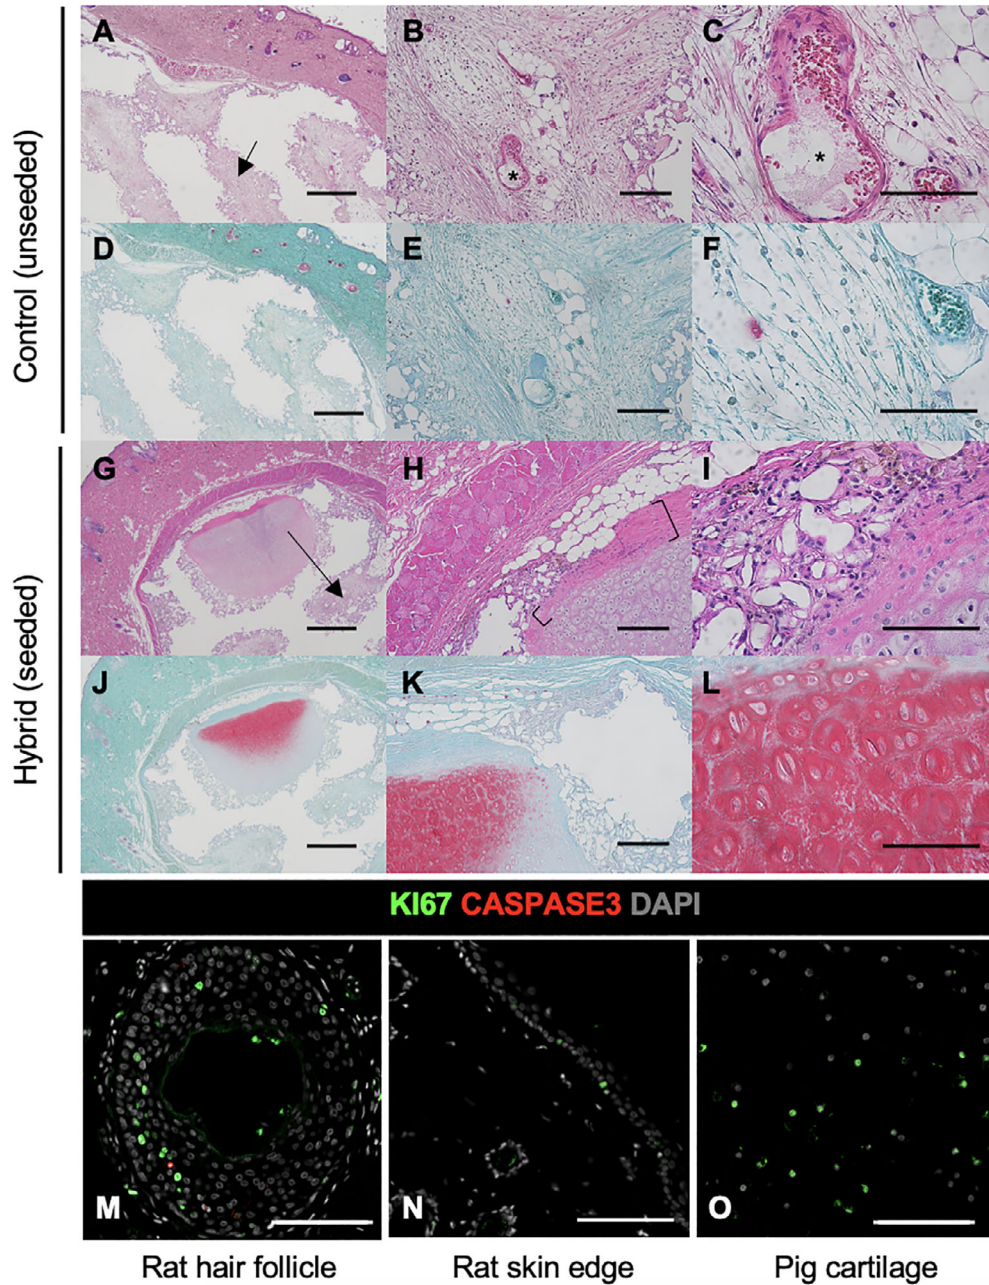 Control (unseeded)
A
B
*
C
*
D
E
F
Hybrid (seeded)
G
H
I
J
K
L
KI67 CASPASE3 DAPI
M
N
O
Rat hair follicle
Rat skin edge
Pig cartilage